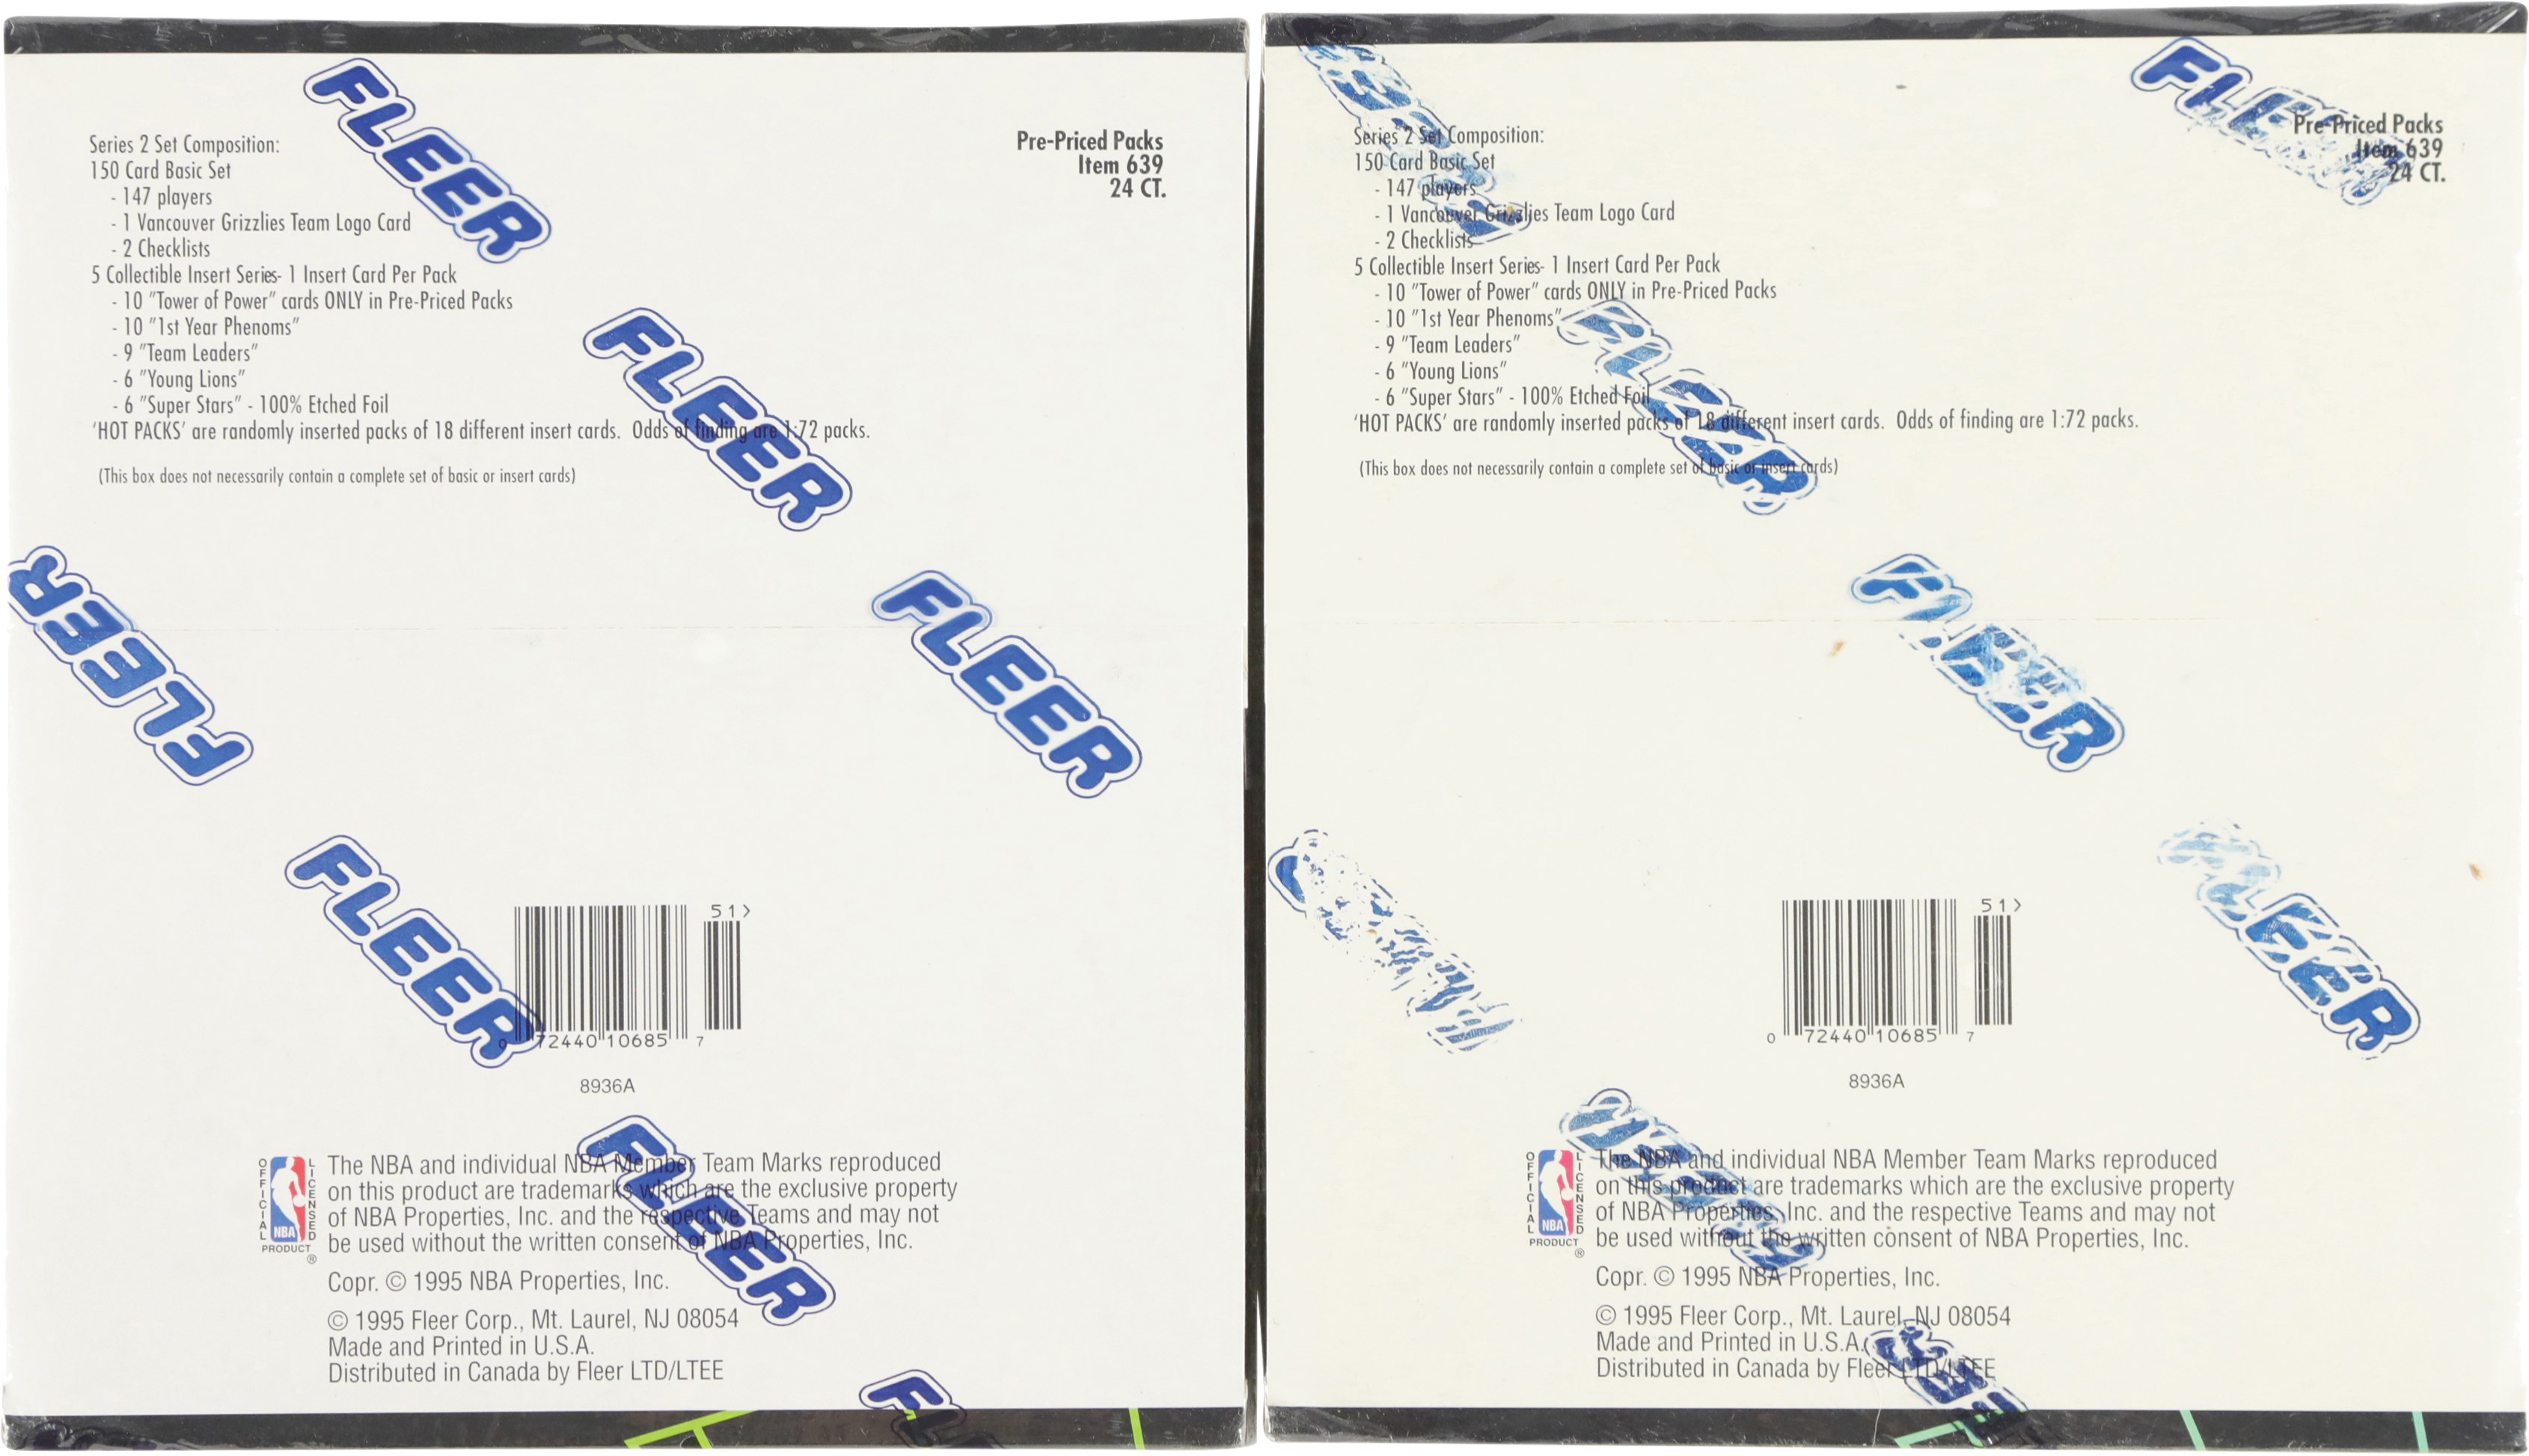 Series 2 Set Composition:
150 Card Basic Set
- 147 players
- 1 Vancouver Grizzlies Team Logo Card
- 2 Checklists
5 Collectible Insert Series- 1 Insert Card Per Pack
- 10 "Tower of Power" cards ONLY in Pre-Priced Packs
- 10 "1st Year Phenoms"
- 9 "Team Leaders"
- 6 "Young Lions"
- 6 "Super Stars" - 100% Etched Foil
'HOT PACKS' are randomly inserted packs of 18 different insert cards. Odds of finding are 1:72 packs.
(This box does not necessarily contain a complete set of basic or insert cards)
Pre-Priced Packs
Item 639
24 CT.
FLEER
FLEER
FLEER
FLEER
FLEER
FLEER
FL
51>
0 72440 10685 7
8936A
OFFICIAL LICENSED
NBA
PRODUCT ®
The NBA and individual NBA Member Team Marks reproduced
on this product are trademarks which are the exclusive property
of NBA Properties, Inc. and the respective Teams and may not
be used without the written consent of NBA Properties, Inc.
Copr. © 1995 NBA Properties, Inc.
© 1995 Fleer Corp., Mt. Laurel, NJ 08054
Made and Printed in U.S.A.
Distributed in Canada by Fleer LTD/LTEE
Series 2 Set Composition:
150 Card Basic Set
- 147 players
- 1 Vancouver Grizzlies Team Logo Card
- 2 Checklists
5 Collectible Insert Series- 1 Insert Card Per Pack
- 10 "Tower of Power" cards ONLY in Pre-Priced Packs
- 10 "1st Year Phenoms"
- 9 "Team Leaders"
- 6 "Young Lions"
- 6 "Super Stars" - 100% Etched Foil
'HOT PACKS' are randomly inserted packs of 18 different insert cards. Odds of finding are 1:72 packs.
(This box does not necessarily contain a complete set of basic or insert cards)
Pre-Priced Packs
Item 639
24 CT.
FLEER
FLEER
FLEER
FLEER
51>
0 72440 10685 7
8936A
OFFICIAL LICENSED
NBA
PRODUCT ®
The NBA and individual NBA Member Team Marks reproduced
on this product are trademarks which are the exclusive property
of NBA Properties, Inc. and the respective Teams and may not
be used without the written consent of NBA Properties, Inc.
Copr. © 1995 NBA Properties, Inc.
© 1995 Fleer Corp., Mt. Laurel, NJ 08054
Made and Printed in U.S.A.
Distributed in Canada by Fleer LTD/LTEE